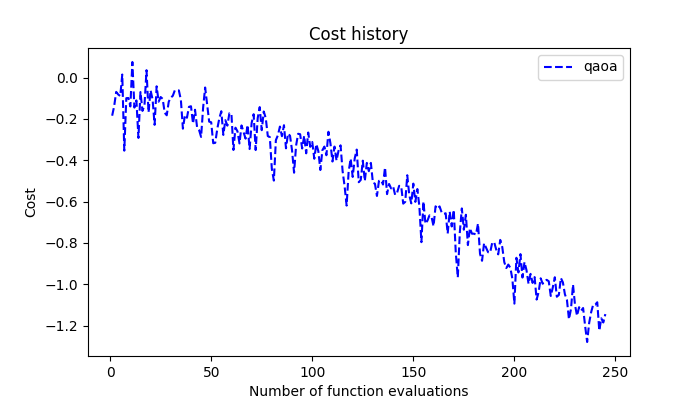 Cost history
qaoa
Cost
0.0
−0.2
−0.4
−0.6
−0.8
−1.0
−1.2
0 50 100 150 200 250
Number of function evaluations